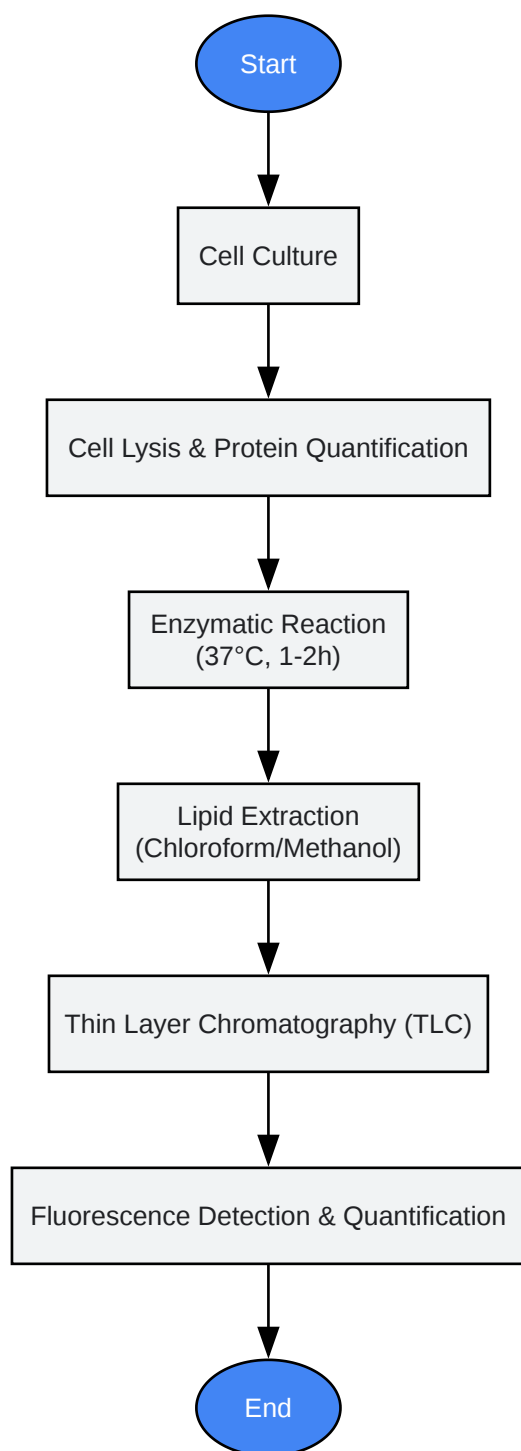 Start
Cell Culture
Cell Lysis & Protein Quantification
Enzymatic Reaction
(37°C, 1-2h)
Lipid Extraction
(Chloroform/Methanol)
Thin Layer Chromatography (TLC)
Fluorescence Detection & Quantification
End